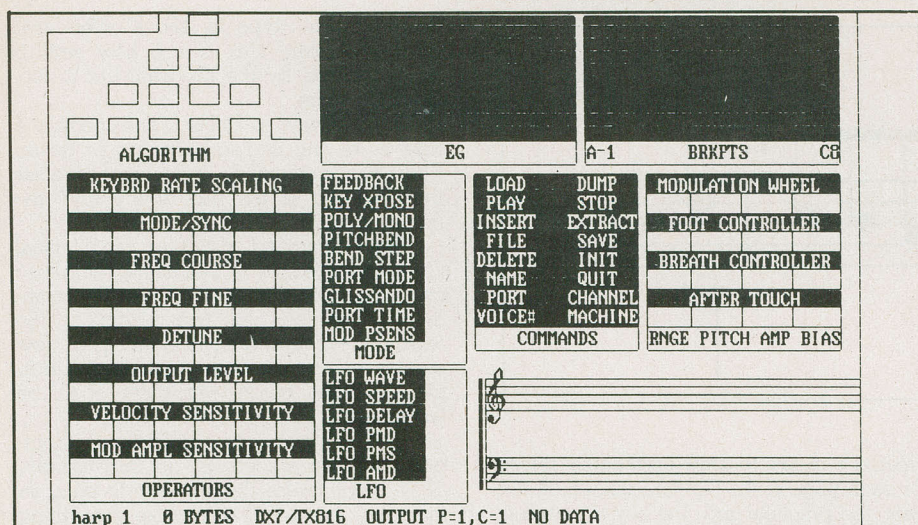 ALGORITHM
EG
A-1 BRKPTS C8
KEYBRD RATE SCALING
MODE/SYNC
FREQ COURSE
FREQ FINE
DETUNE
OUTPUT LEVEL
VELOCITY SENSITIVITY
MOD AMPL SENSITIVITY
OPERATORS
FEEDBACK
KEY XPOSE
POLY/MONO
PITCHBEND
BEND STEP
PORT MODE
GLISSANDO
PORT TIME
MOD PSENS
MODE
LFO WAVE
LFO SPEED
LFO DELAY
LFO PMD
LFO PMS
LFO AMD
LFO
LOAD DUMP
PLAY STOP
INSERT EXTRACT
FILE SAVE
DELETE INIT
NAME QUIT
PORT CHANNEL
VOICE# MACHINE
COMMANDS
MODULATION WHEEL
FOOT CONTROLLER
BREATH CONTROLLER
AFTER TOUCH
RNGE PITCH AMP BIAS
harp 1 0 BYTES DX7/TX816 OUTPUT P=1,C=1 NO DATA